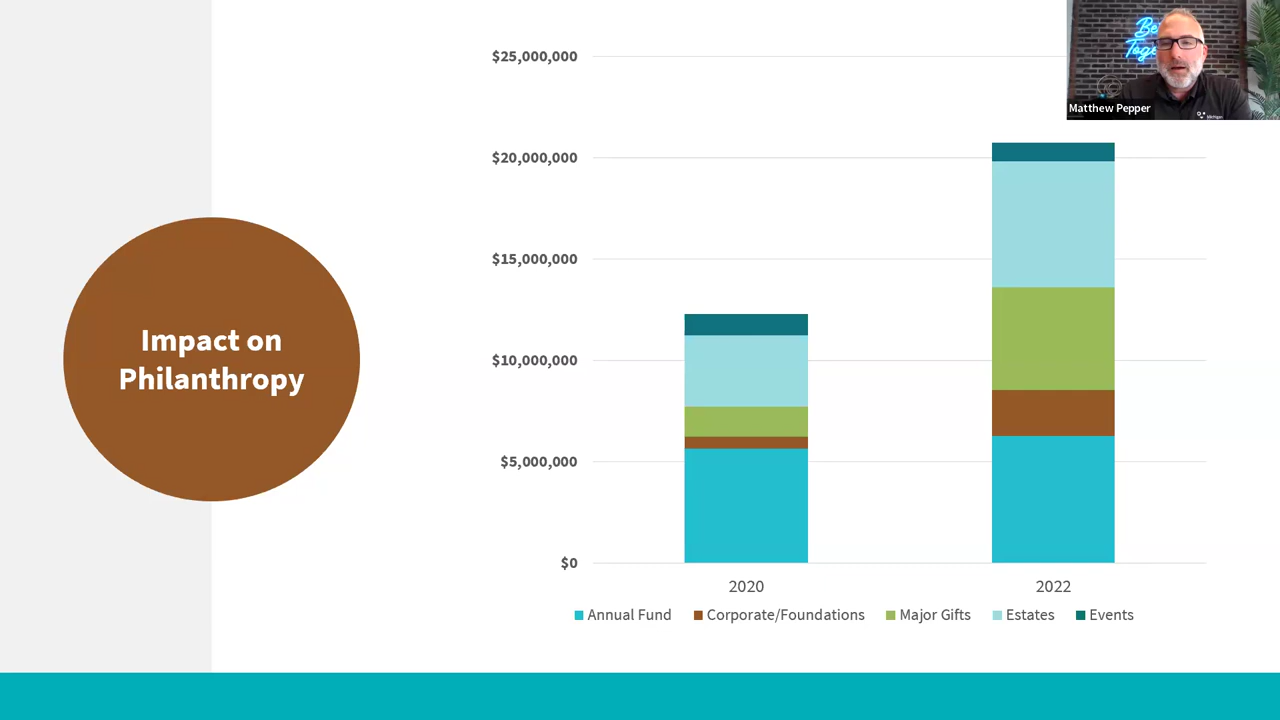 $25,000,000
$20,000,000
$15,000,000
$10,000,000
$5,000,000
$0
2020 2022
Annual Fund Corporate/Foundations Major Gifts Estates Events
Impact on
Philanthropy
Matthew Pepper